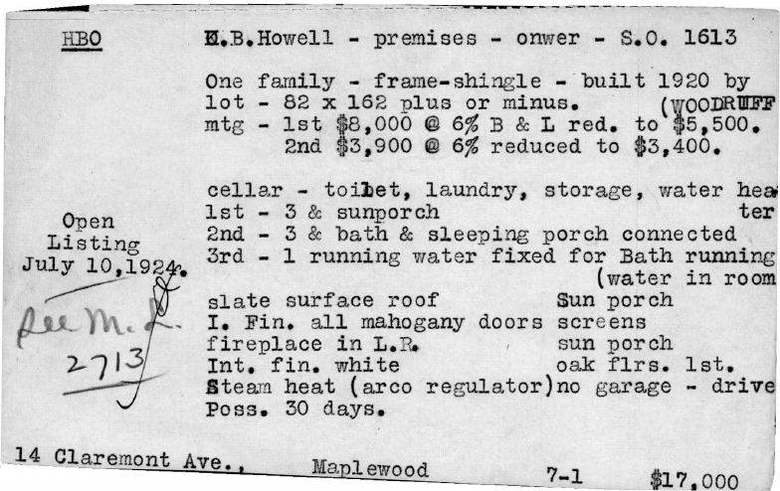 HBO
E.B.Howell - premises - onwer - S.O. 1613
One family - frame-shingle - built 1920 by
lot - 82 x 162 plus or minus. (WOODRUFF
mtg - 1st $8,000 @ 6% B & L red. to $5,500.
2nd $3,900 @ 6% reduced to $3,400.
cellar - toilet, laundry, storage, water hea
1st - 3 & sunporch ter
2nd - 3 & bath & sleeping porch connected
3rd - 1 running water fixed for Bath running
(water in room
Open
Listing
July 10,1924.
See M. L.
2713
slate surface roof Sun porch
I. Fin. all mahogany doors screens
fireplace in L.R. sun porch
Int. fin. white oak flrs. 1st.
Steam heat (arco regulator)no garage - drive
Poss. 30 days.
14 Claremont Ave., Maplewood 7-1 $17,000